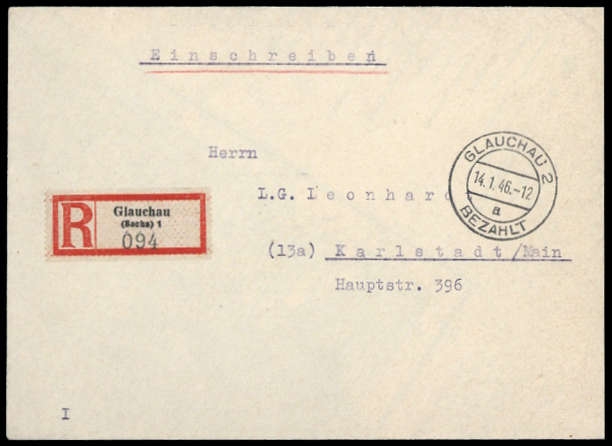 Einschreiben
Herrn
L.G. Leonhard
(13a) Karlstadt/Main
Hauptstr. 396
R
Glauchau
(Sachs) 1
094
GLAUCHAU 2
14.1.46.-12
a
BEZAHLT
I